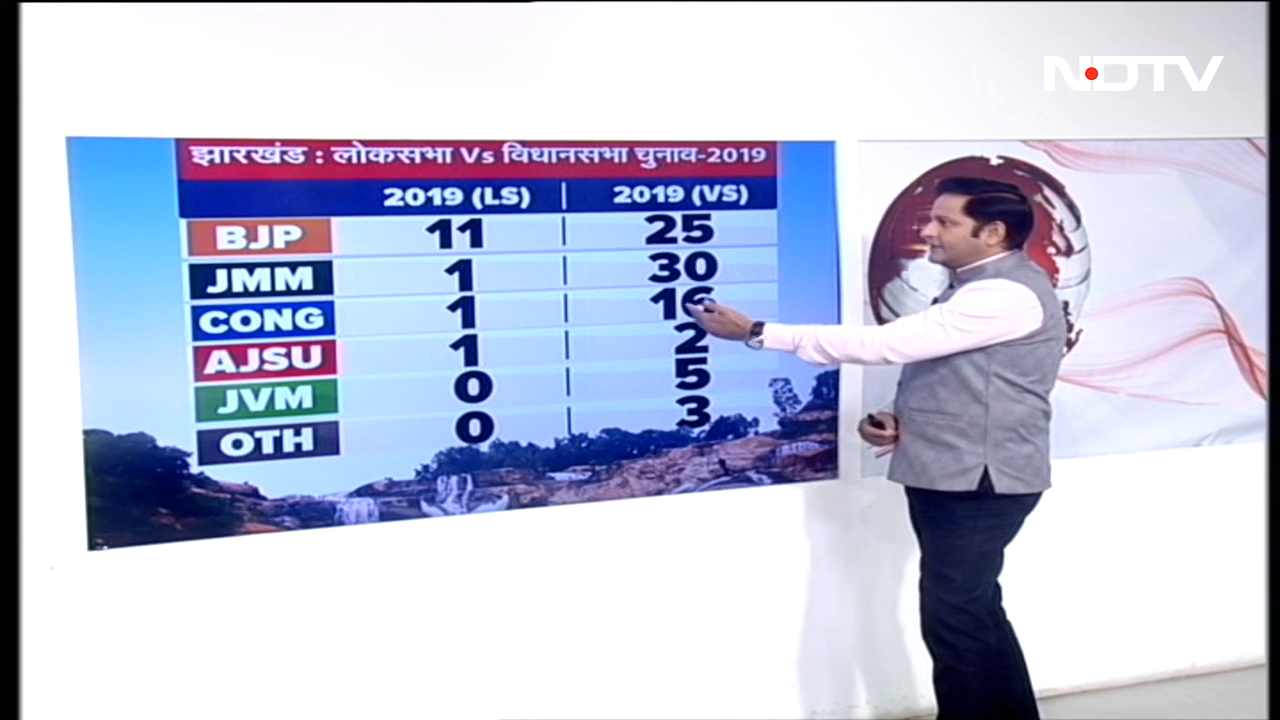 NDTV
झारखंड : लोकसभा Vs विधानसभा चुनाव-2019
2019 (LS) | 2019 (VS)
BJP 11 25
JMM 1 30
CONG 1 16
AJSU 1 2
JVM 0 5
OTH 0 3